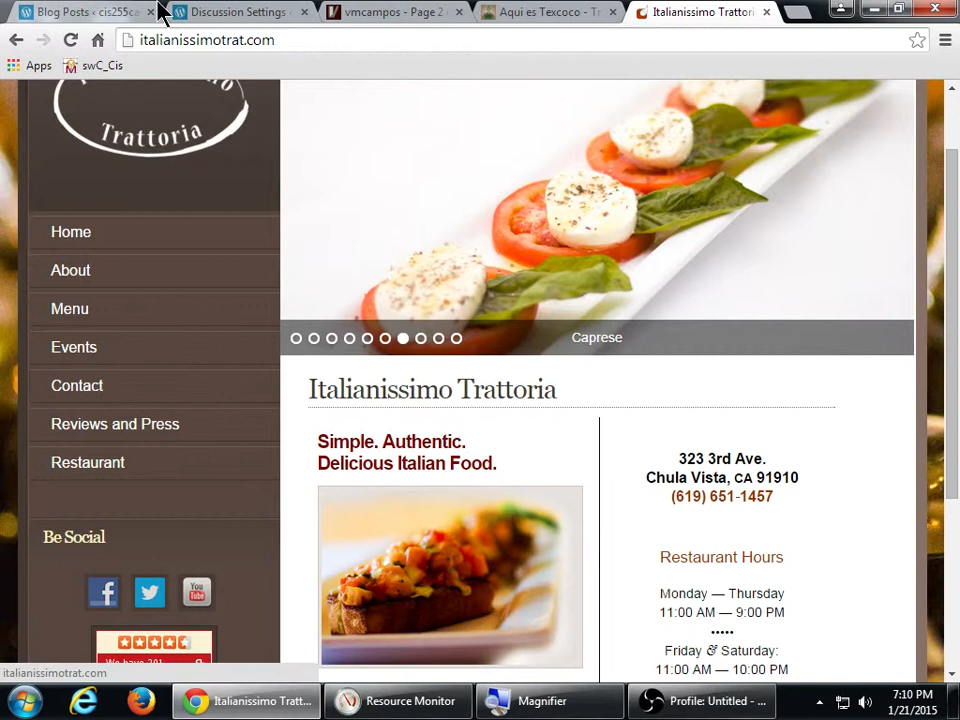 Blog Posts ‹ cis255ca
Discussion Settings ‹
vmcampos - Page 2
Aqui es Texcoco - Tr
Italianissimo Trattori
italianissimotrat.com
Apps
swC_Cis
Trattoria
Caprese
Home
About
Menu
Events
Contact
Reviews and Press
Restaurant
Be Social
You
Tube
Italianissimo Trattoria
Simple. Authentic.
Delicious Italian Food.
323 3rd Ave.
Chula Vista, CA 91910
(619) 651-1457
Restaurant Hours
Monday — Thursday
11:00 AM — 9:00 PM
•••••
Friday & Saturday:
11:00 AM — 10:00 PM
italianissimotrat.com
Italianissimo Tratt...
Resource Monitor
Magnifier
Profile: Untitled - ...
7:10 PM
1/21/2015